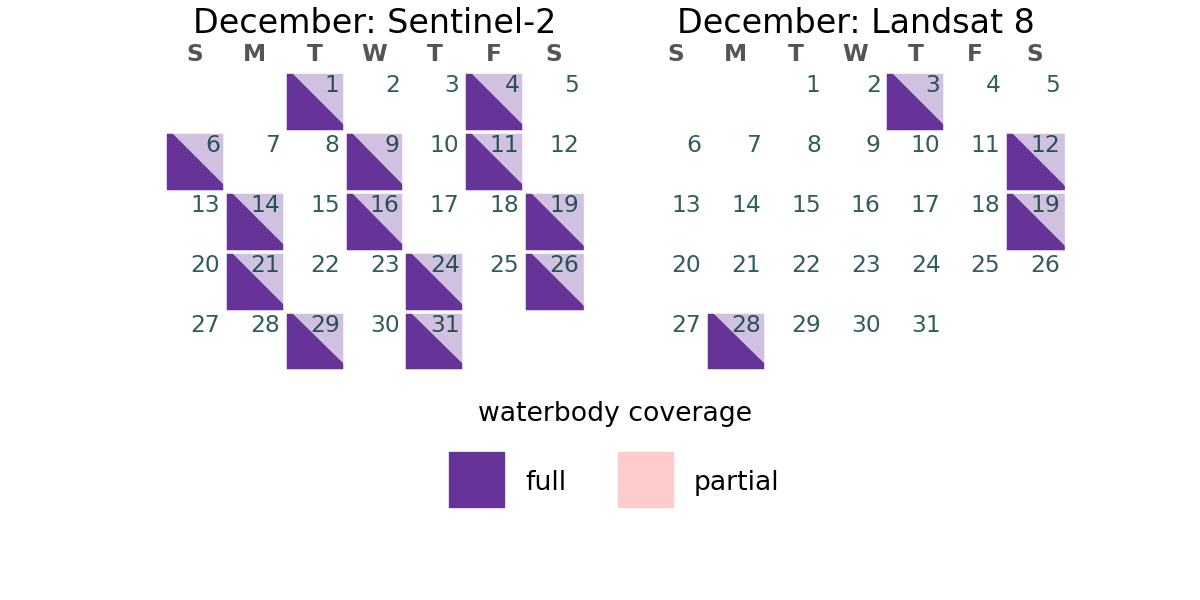 December: Sentinel-2
S M T W T F S
1 2 3 4 5
6 7 8 9 10 11 12
13 14 15 16 17 18 19
20 21 22 23 24 25 26
27 28 29 30 31
December: Landsat 8
S M T W T F S
1 2 3 4 5
6 7 8 9 10 11 12
13 14 15 16 17 18 19
20 21 22 23 24 25 26
27 28 29 30 31
waterbody coverage
full partial